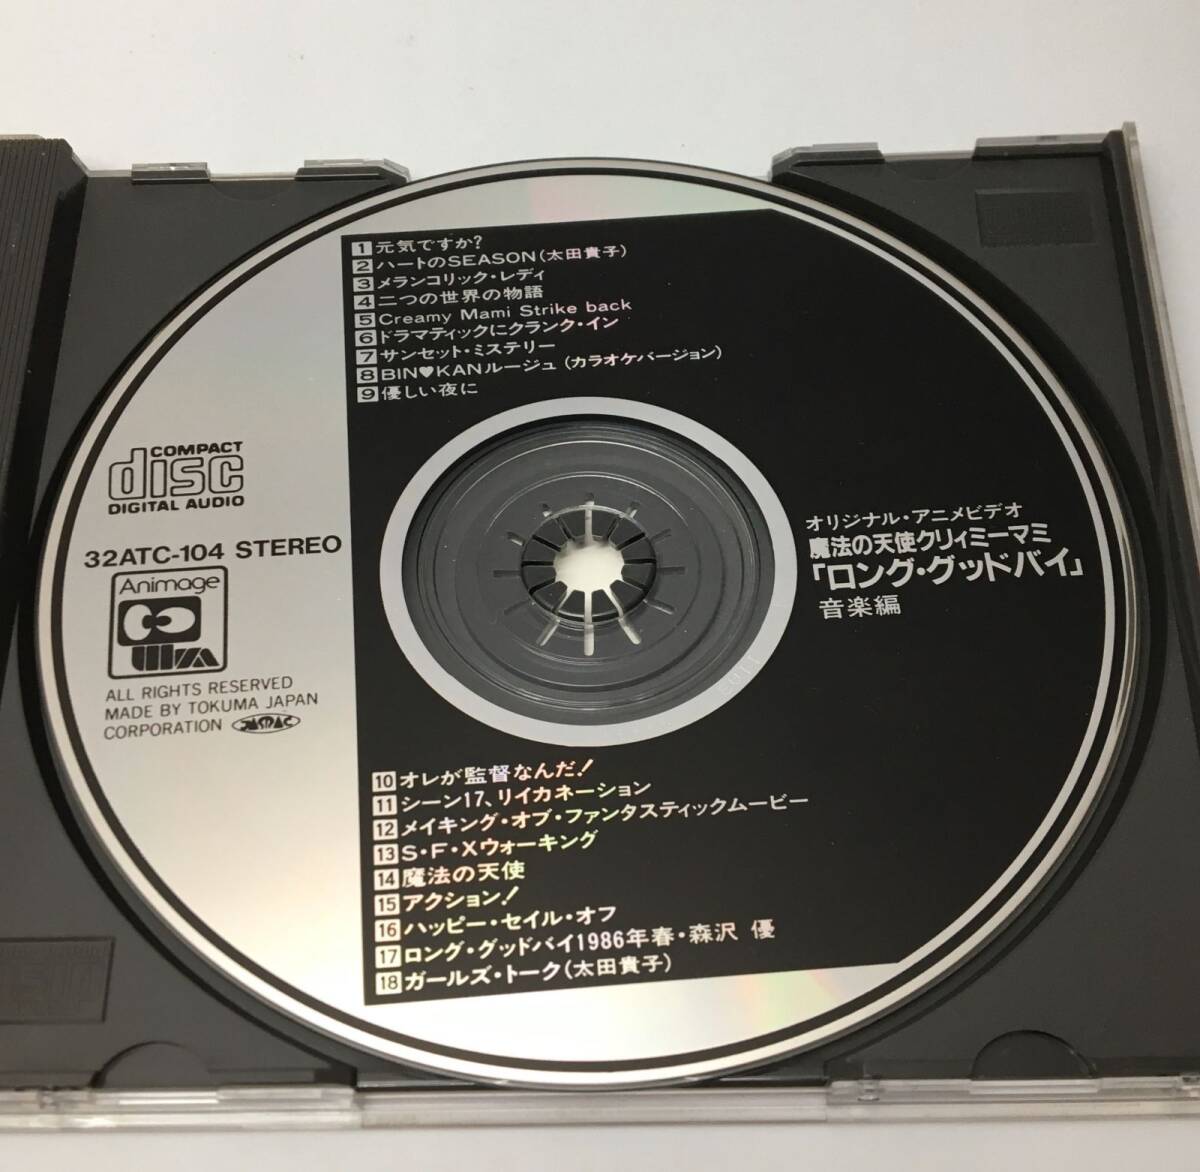 1 元気ですか?
2 ハートのSEASON(太田貴子)
3 メランコリック・レディ
4 二つの世界の物語
5 Creamy Mami Strike back
6 ドラマティックにクランク・イン
7 サンセット・ミステリー
8 BIN♥KANルージュ(カラオケバージョン)
9 優しい夜に
COMPACT
disc
DIGITAL AUDIO
32ATC-104 STEREO
Animage
ALL RIGHTS RESERVED
MADE BY TOKUMA JAPAN
CORPORATION JASRAC
オリジナル・アニメビデオ
魔法の天使クリィミーマミ
「ロング・グッドバイ」
音楽編
10 オレが監督なんだ!
11 シーン17、リイカネーション
12 メイキング・オブ・ファンタスティックムービー
13 S・F・Xウォーキング
14 魔法の天使
15 アクション!
16 ハッピー・セイル・オフ
17 ロング・グッドバイ1986年春・森沢 優
18 ガールズ・トーク(太田貴子)